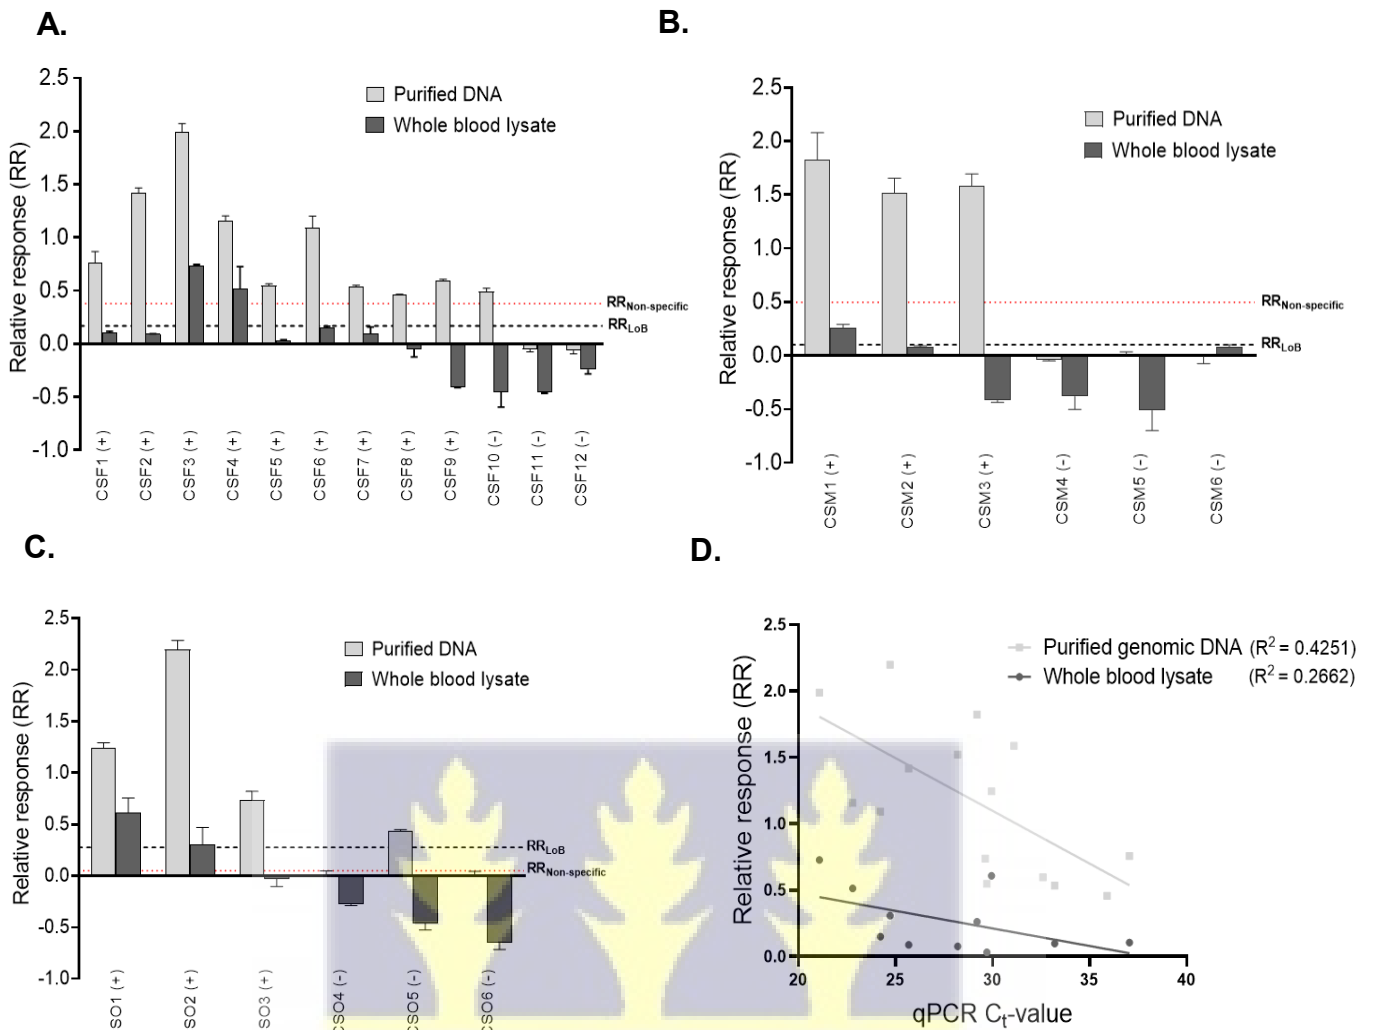 A.
2.5
2.0
1.5
1.0
0.5
0.0
-0.5
-1.0
Relative response (RR)
Purified DNA
Whole blood lysate
RRNon-specific
RRLoB
CSF1 (+)
CSF2 (+)
CSF3 (+)
CSF4 (+)
CSF5 (+)
CSF6 (+)
CSF7 (+)
CSF8 (+)
CSF9 (+)
CSF10 (-)
CSF11 (-)
CSF12 (-)
B.
2.5
2.0
1.5
1.0
0.5
0.0
-0.5
-1.0
Relative response (RR)
Purified DNA
Whole blood lysate
RRNon-specific
RRLoB
CSM1 (+)
CSM2 (+)
CSM3 (+)
CSM4 (-)
CSM5 (-)
CSM6 (-)
C.
2.5
2.0
1.5
1.0
0.5
0.0
-0.5
-1.0
Relative response (RR)
Purified DNA
Whole blood lysate
RRLoB
RRNon-specific
SO1 (+)
SO2 (+)
SO3 (+)
CSO4 (-)
CSO5 (-)
CSO6 (-)
D.
2.5
2.0
1.5
1.0
0.5
0.0
Relative response (RR)
Purified genomic DNA (R2 = 0.4251)
Whole blood lysate (R2 = 0.2662)
20 25 30 35 40
qPCR Ct-value